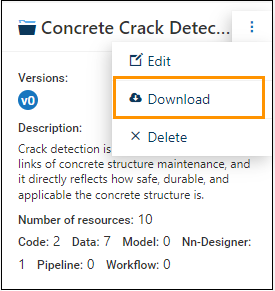 Concrete Crack Detec...
Edit
Versions:
v0
Download
Description:
Delete
Crack detection is
links of concrete structure maintenance, and
it directly reflects how safe, durable, and
applicable the concrete structure is.
Number of resources: 10
Code: 2 Data: 7 Model: 0 Nn-Designer:
1 Pipeline: 0 Workflow: 0